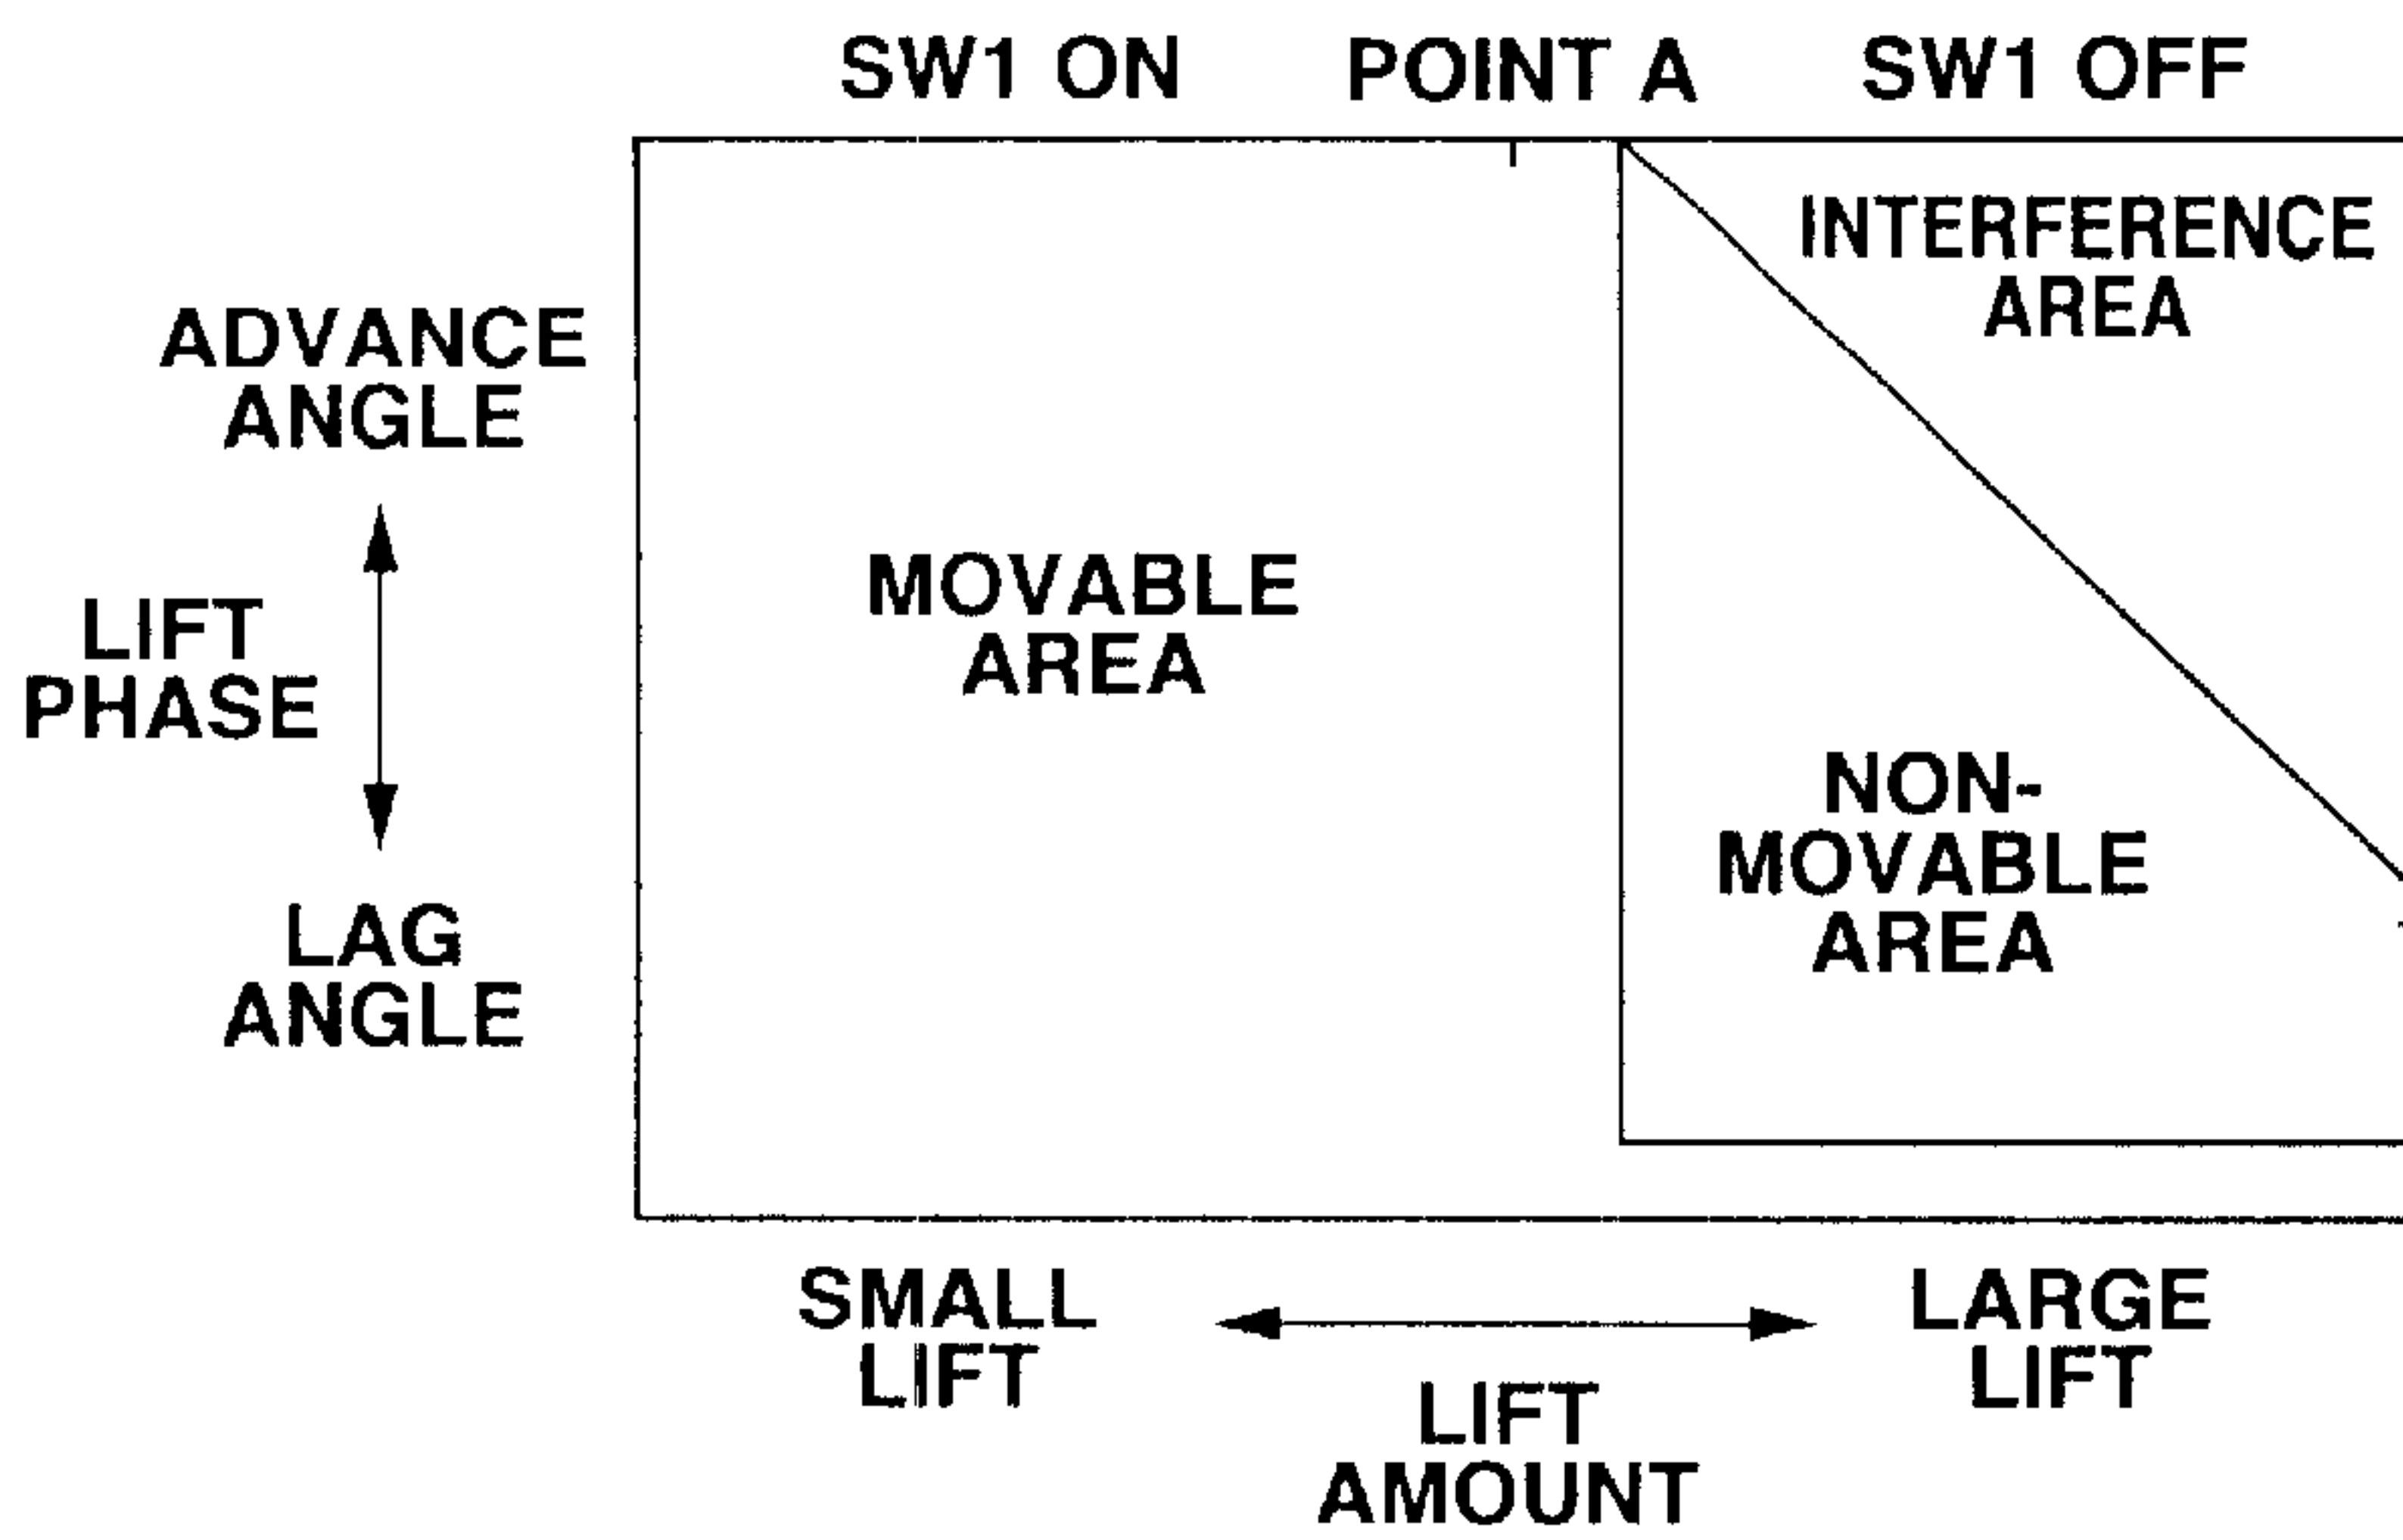 SW1 ON
POINT A
SW1 OFF
INTERFERENCE
AREA
ADVANCE
ANGLE
LIFT
PHASE
LAG
ANGLE
MOVABLE
AREA
NON-
MOVABLE
AREA
SMALL
LIFT
LARGE
LIFT
LIFT
AMOUNT